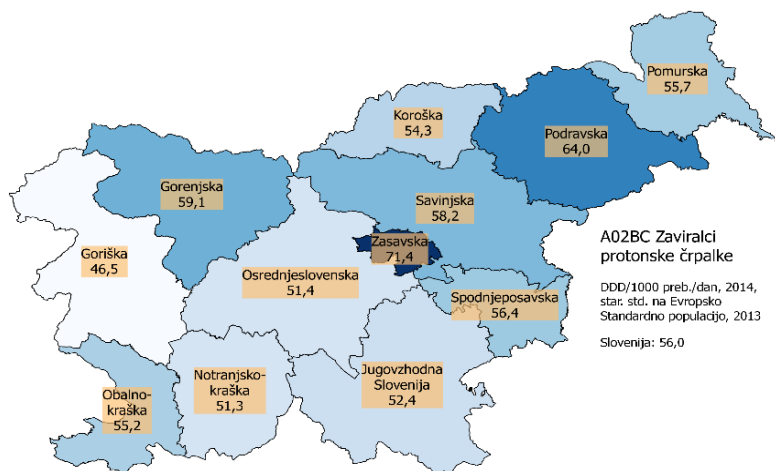 Pomurska
55,7
Koroška
54,3
Podravska
64,0
Gorenjska
59,1
Savinjska
58,2
Zasavska
71,4
Goriška
46,5
Osrednjeslovenska
51,4
Spodnjeposavska
56,4
Notranjsko-
kraška
51,3
Jugovzhodna
Slovenija
52,4
Obalno-
kraška
55,2
A02BC Zaviralci
protonske črpalke
DDD/1000 preb./dan, 2014,
star. std. na Evropsko
Standardno populacijo, 2013
Slovenija: 56,0